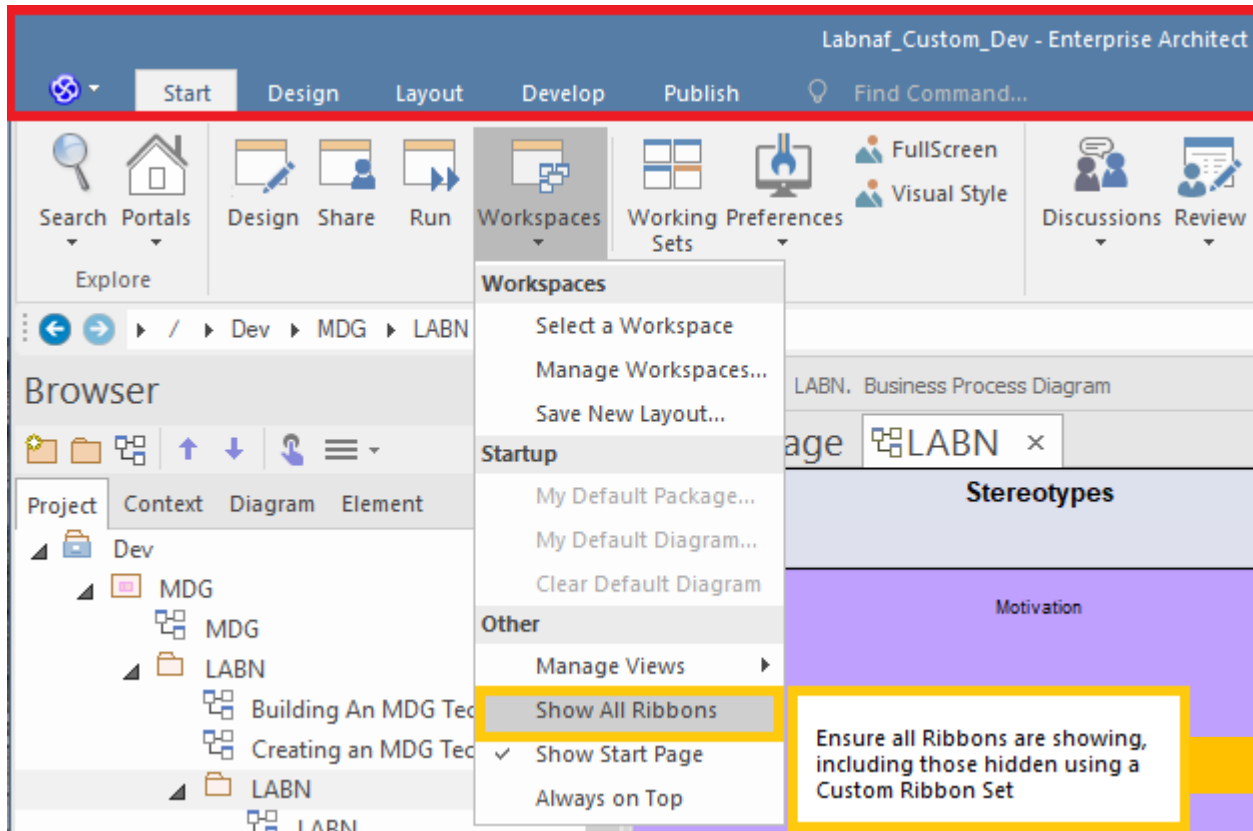 Labnaf_Custom_Dev - Enterprise Architect
Start Design Layout Develop Publish Find Command...
Search Portals Design Share Run Workspaces Working Sets Preferences FullScreen Visual Style Discussions Review
Explore
/ Dev MDG LABN
Workspaces
Select a Workspace
Manage Workspaces...
Save New Layout...
Startup
My Default Package...
My Default Diagram...
Clear Default Diagram
Other
Manage Views
Show All Ribbons
Show Start Page
Always on Top
Browser
Project Context Diagram Element
Dev
MDG
MDG
LABN
Building An MDG Tec
Creating an MDG Tec
LABN
LABN
LABN. Business Process Diagram
age LABN ×
Stereotypes
Motivation
Ensure all Ribbons are showing,
including those hidden using a
Custom Ribbon Set